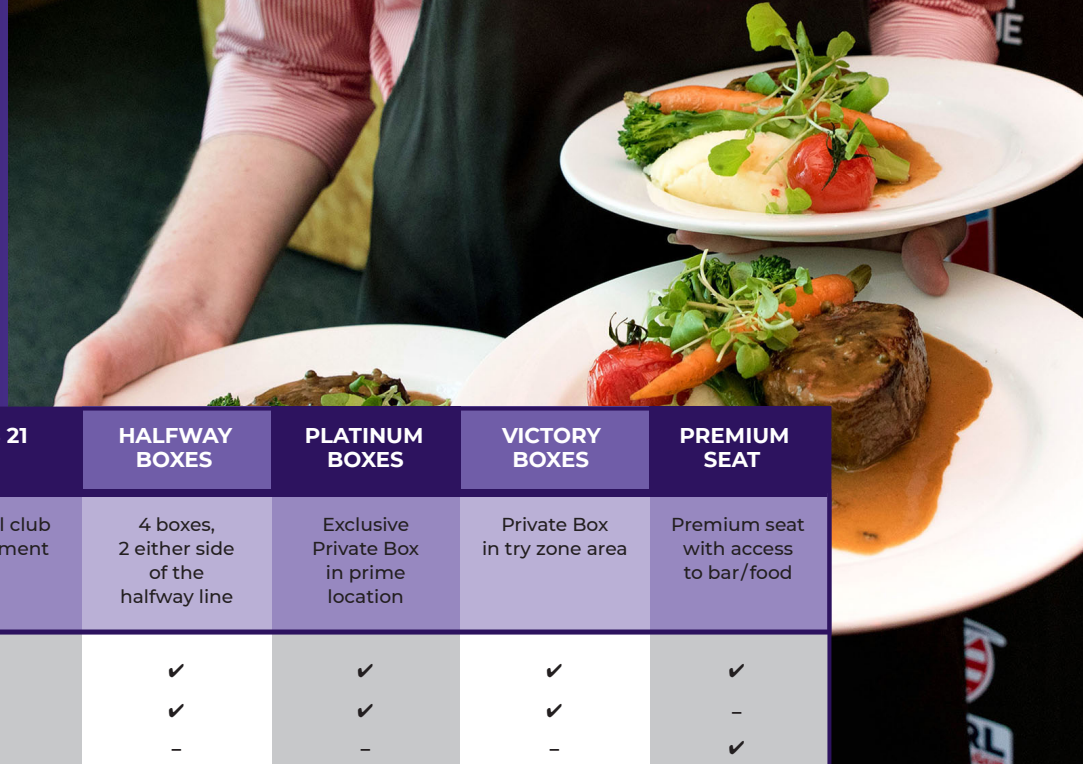 21
HALFWAY
BOXES
PLATINUM
BOXES
VICTORY
BOXES
PREMIUM
SEAT
club
4 boxes,
2 either side
of the
halfway line
Exclusive
Private Box
in prime
location
Private Box
in try zone area
Premium seat
with access
to bar/food
✔ ✔ ✔ ✔
✔ ✔ ✔ –
– – – ✔